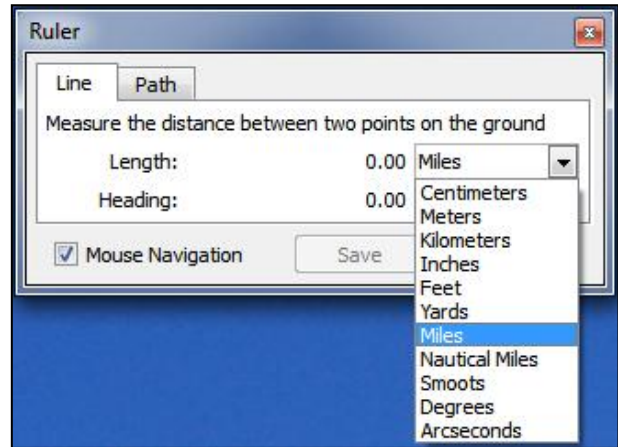 Ruler
Line Path
Measure the distance between two points on the ground
Length: 0.00 Miles
Heading: 0.00
Centimeters
Meters
Kilometers
Inches
Feet
Yards
Miles
Nautical Miles
Smoots
Degrees
Arcseconds
Mouse Navigation Save